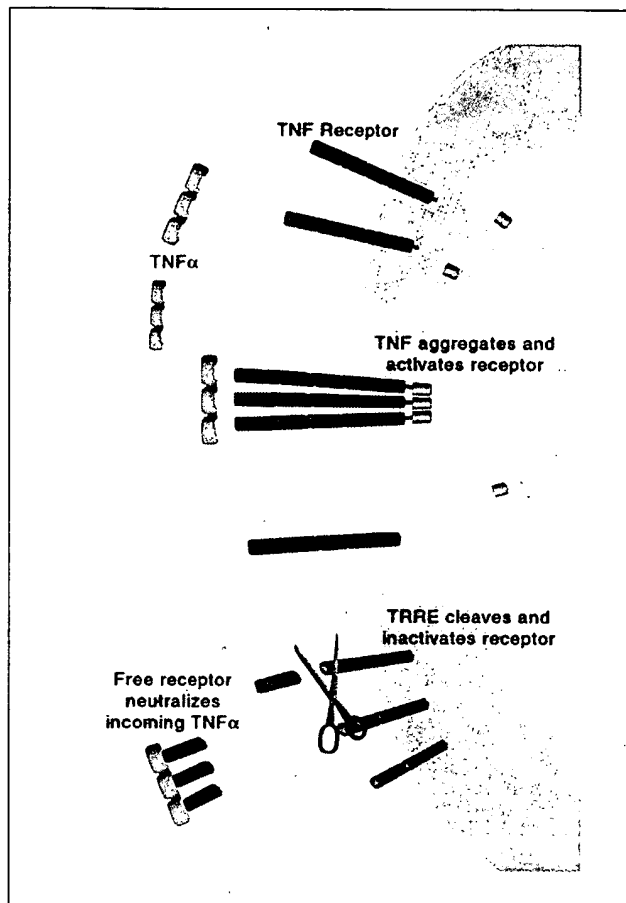 TNF Receptor
TNFα
TNF aggregates and
activates receptor
TRRE cleaves and
inactivates receptor
Free receptor
neutralizes
incoming TNFα